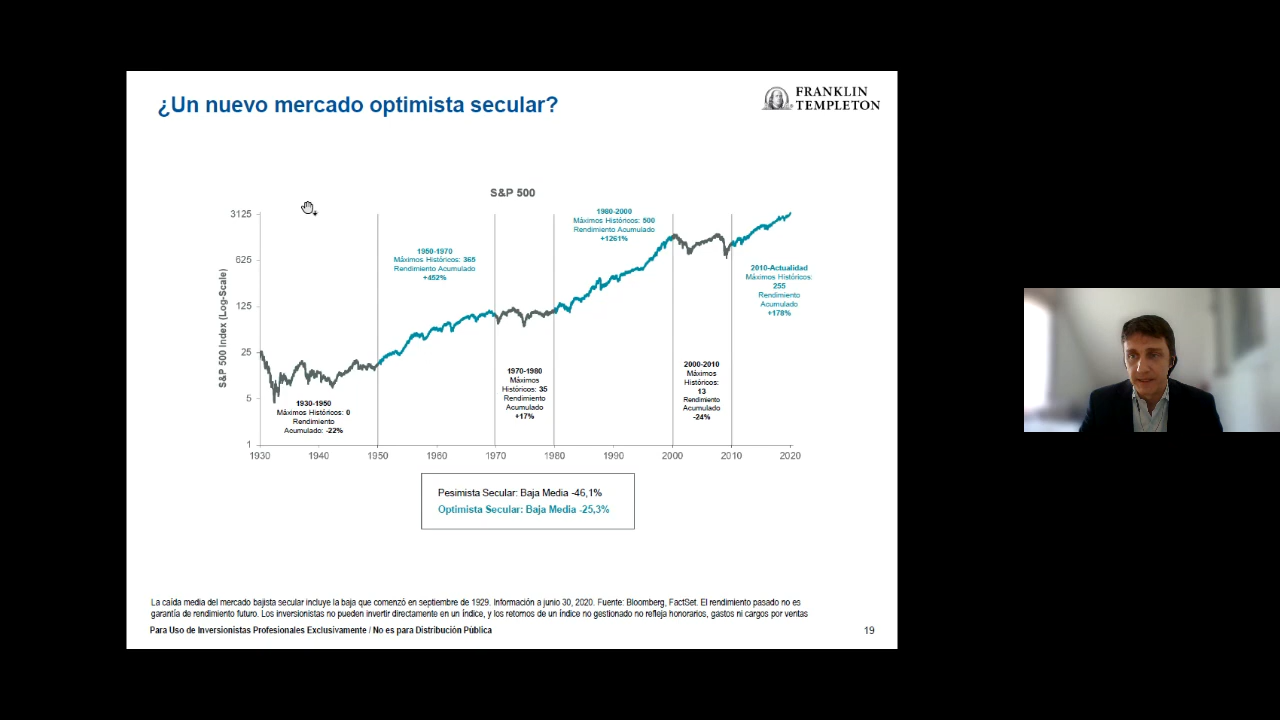 ¿Un nuevo mercado optimista secular?
FRANKLIN
TEMPLETON
S&P 500
S&P 500 Index (Log-Scale)
3125
625
125
25
5
1
1930
1940
1950
1960
1970
1980
1990
2000
2010
2020
1930-1950
Máximos Históricos: 0
Rendimiento
Acumulado: -22%
1950-1970
Máximos Históricos: 365
Rendimiento Acumulado
+452%
1970-1980
Máximos
Históricos: 35
Rendimiento
Acumulado
+17%
1980-2000
Máximos Históricos: 500
Rendimiento Acumulado
+1261%
2000-2010
Máximos
Históricos:
13
Rendimiento
Acumulado
-24%
2010-Actualidad
Máximos Históricos:
255
Rendimiento
Acumulado
+178%
Pesimista Secular: Baja Media -46,1%
Optimista Secular: Baja Media -25,3%
La caída media del mercado bajista secular incluye la baja que comenzó en septiembre de 1929. Información a junio 30, 2020. Fuente: Bloomberg, FactSet. El rendimiento pasado no es
garantía de rendimiento futuro. Los inversionistas no pueden invertir directamente en un índice, y los retornos de un índice no gestionado no refleja honorarios, gastos ni cargos por ventas
Para Uso de Inversionistas Profesionales Exclusivamente / No es para Distribución Pública
19